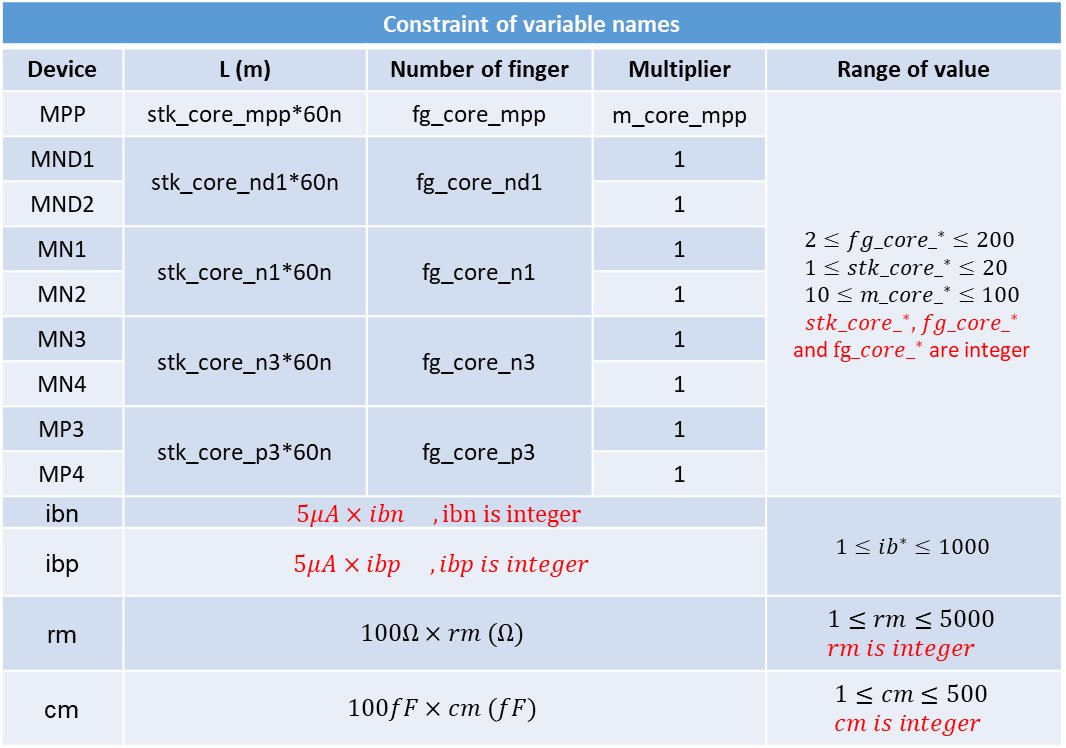 Constraint of variable names
Device L (m) Number of finger Multiplier Range of value
MPP stk_core_mpp*60n fg_core_mpp m_core_mpp
MND1 1
stk_core_nd1*60n fg_core_nd1
MND2 1
MN1 1
stk_core_n1*60n fg_core_n1
MN2 1
MN3 1
stk_core_n3*60n fg_core_n3
MN4 1
MP3 1
stk_core_p3*60n fg_core_p3
MP4 1
2 ≤ fg_core_* ≤ 200
1 ≤ stk_core_* ≤ 20
10 ≤ m_core_* ≤ 100
stk_core_*, fg_core_*
and fg_core_* are integer
ibn 5μA × ibn , ibn is integer
ibp 5μA × ibp , ibp is integer
1 ≤ ib* ≤ 1000
rm 100Ω × rm (Ω)
1 ≤ rm ≤ 5000
rm is integer
cm 100fF × cm (fF)
1 ≤ cm ≤ 500
cm is integer